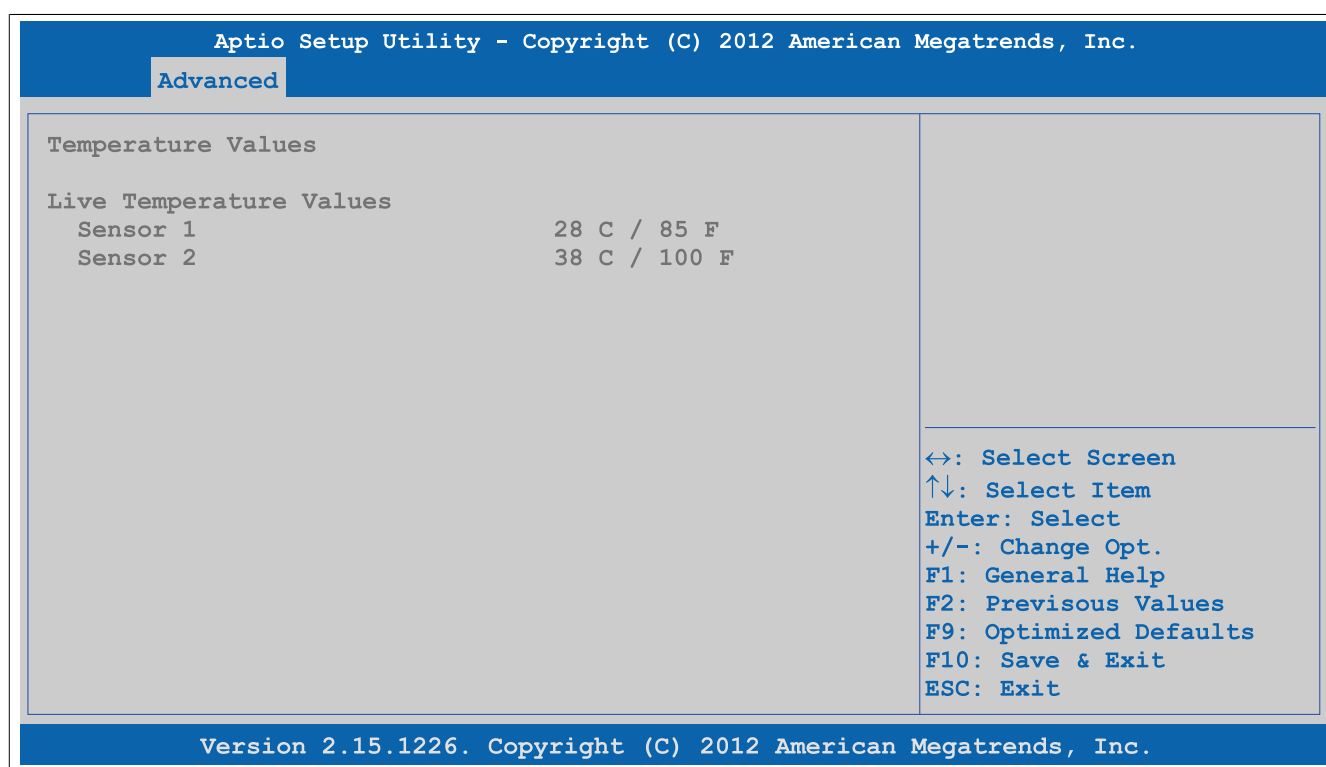 Aptio Setup Utility - Copyright (C) 2012 American Megatrends, Inc.
Advanced
Temperature Values
Live Temperature Values
Sensor 1 28 C / 85 F
Sensor 2 38 C / 100 F
↔: Select Screen
↑↓: Select Item
Enter: Select
+/-: Change Opt.
F1: General Help
F2: Previsous Values
F9: Optimized Defaults
F10: Save & Exit
ESC: Exit
Version 2.15.1226. Copyright (C) 2012 American Megatrends, Inc.